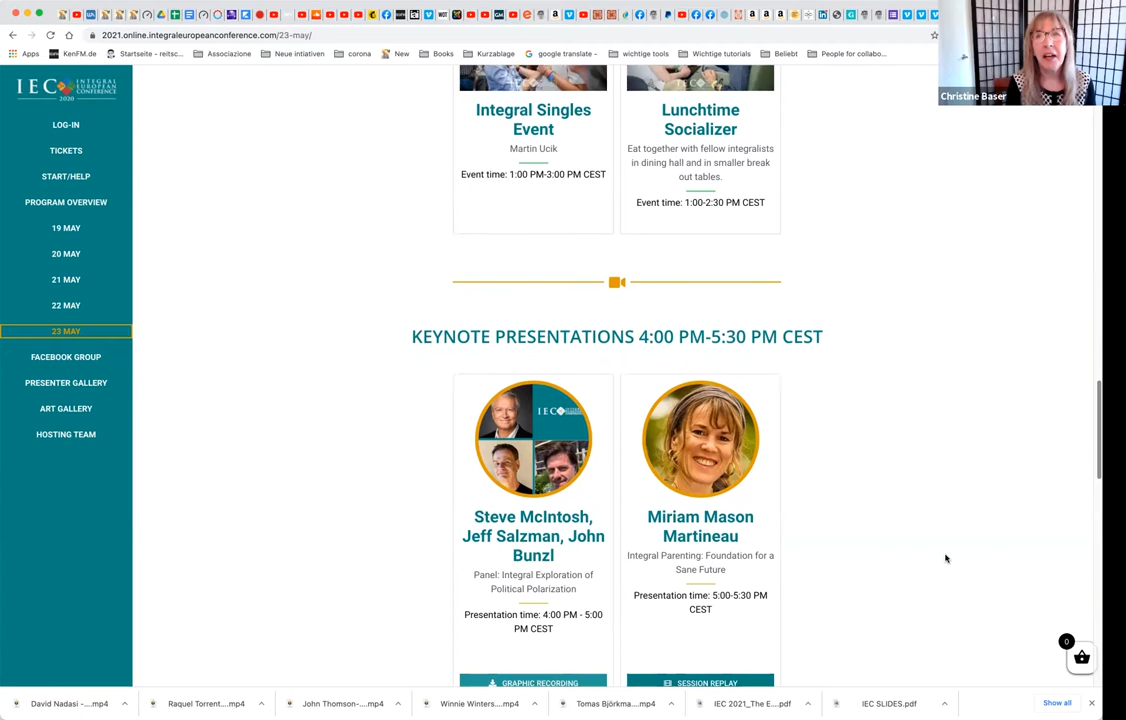 2021.online.integraleuropeanconference.com/23-may/
Apps
KenFM.de
Startseite - reitsc...
Associazione
Neue intiativen
corona
New
Books
Kurzablage
google translate -
wichtige tools
Wichtige tutorials
Beliebt
People for collabo...
Christine Baser
IEC INTEGRAL EUROPEAN CONFERENCE
2020
LOG-IN
TICKETS
START/HELP
PROGRAM OVERVIEW
19 MAY
20 MAY
21 MAY
22 MAY
23 MAY
FACEBOOK GROUP
PRESENTER GALLERY
ART GALLERY
HOSTING TEAM
Integral Singles
Event
Martin Ucik
Event time: 1:00 PM-3:00 PM CEST
Lunchtime
Socializer
Eat together with fellow integralists
in dining hall and in smaller break
out tables.
Event time: 1:00-2:30 PM CEST
KEYNOTE PRESENTATIONS 4:00 PM-5:30 PM CEST
IEC
Steve McIntosh,
Jeff Salzman, John
Bunzl
Panel: Integral Exploration of
Political Polarization
Presentation time: 4:00 PM - 5:00
PM CEST
GRAPHIC RECORDING
Miriam Mason
Martineau
Integral Parenting: Foundation for a
Sane Future
Presentation time: 5:00-5:30 PM
CEST
SESSION REPLAY
0
David Nadasi -....mp4
Raquel Torrent....mp4
John Thomson-....mp4
Winnie Winters....mp4
Tomas Björkma....mp4
IEC 2021_The E....pdf
IEC SLIDES.pdf
Show all